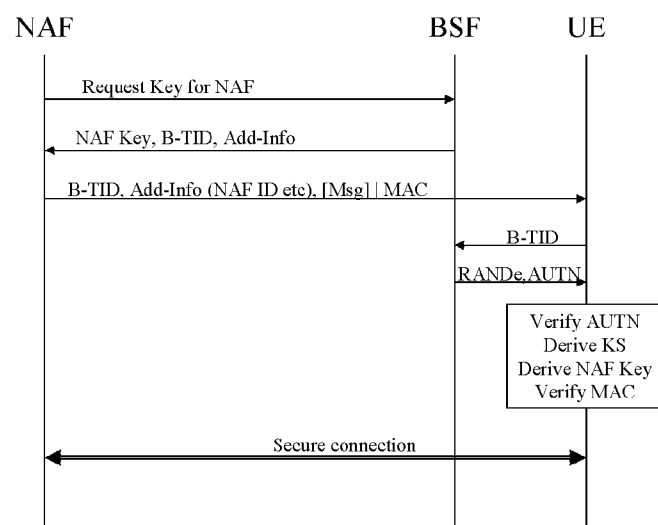 NAF BSF UE
Request Key for NAF
NAF Key, B-TID, Add-Info
B-TID, Add-Info (NAF ID etc), [Msg] | MAC
B-TID
RANDe,AUTN
Verify AUTN
Derive KS
Derive NAF Key
Verify MAC
Secure connection